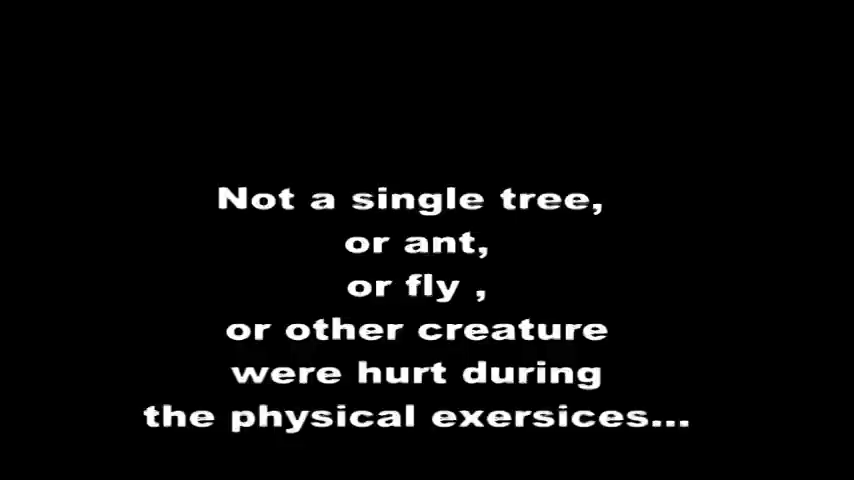 Not a single tree,
or ant,
or fly ,
or other creature
were hurt during
the physical exersices...